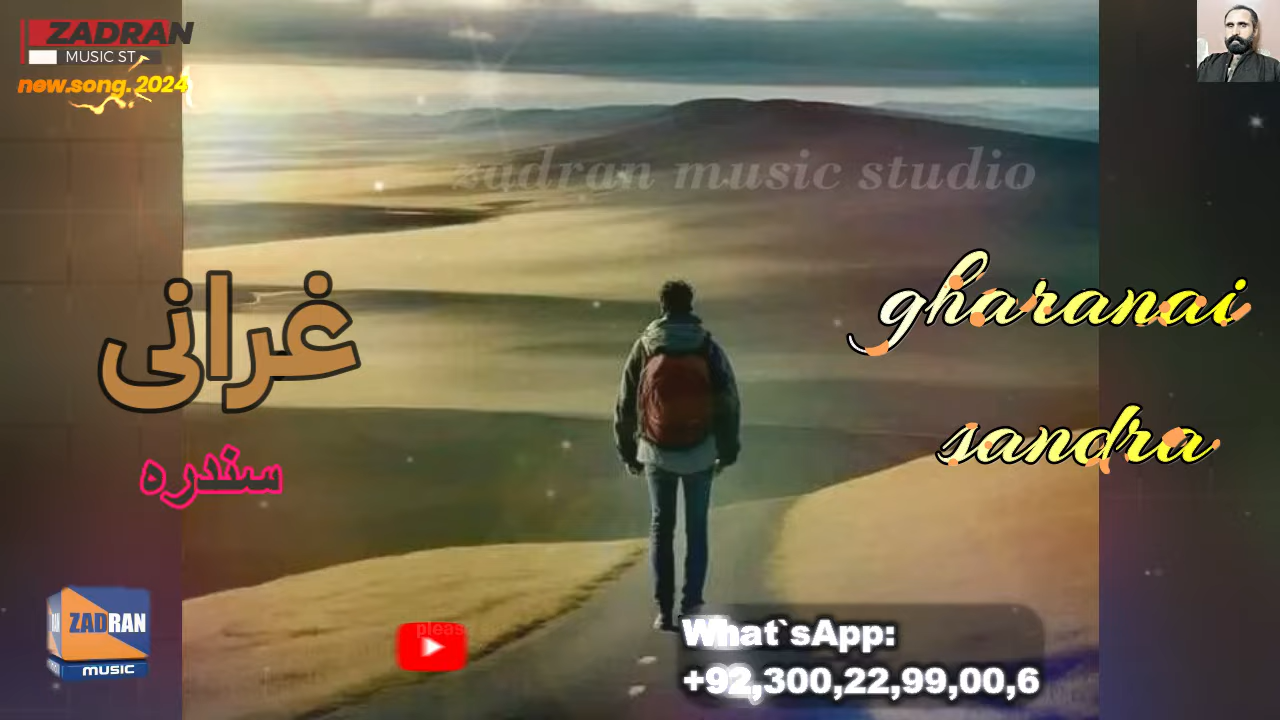 ZADRAN
MUSIC ST
new.song. 2024
zadran music studio
غرانی
سندره
gharanai
sandra
ZADRAN
MUSIC
pleas
What`sApp:
+92,300,22,99,00,6